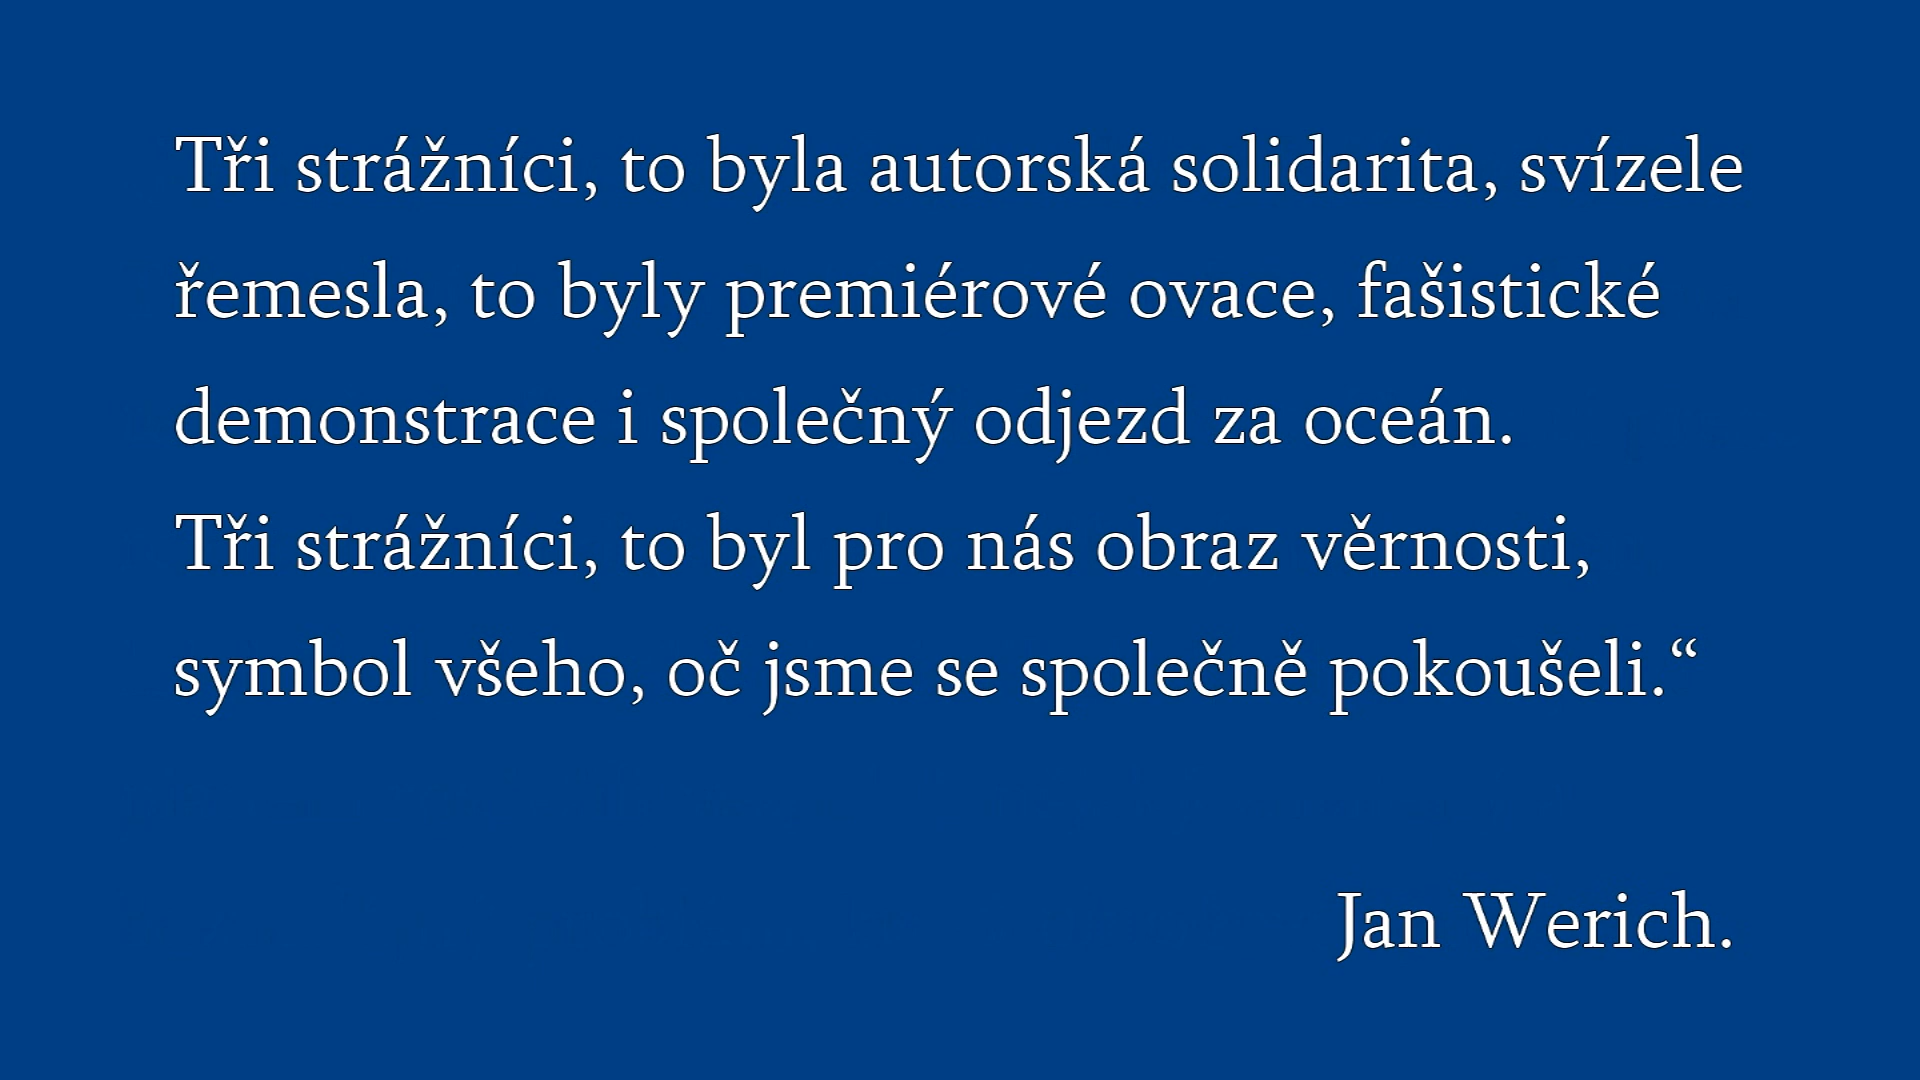 Tři strážníci, to byla autorská solidarita, svízele
řemesla, to byly premiérové ovace, fašistické
demonstrace i společný odjezd za oceán.
Tři strážníci, to byl pro nás obraz věrnosti,
symbol všeho, oč jsme se společně pokoušeli.“
Jan Werich.